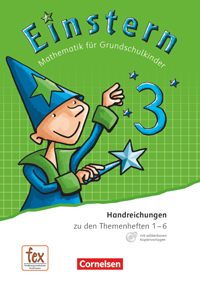 Einstern
Mathematik für Grundschulkinder
3
Handreichungen
zu den Themenheften 1–6
mit editierbaren
Kopiervorlagen
fex
Cornelsen